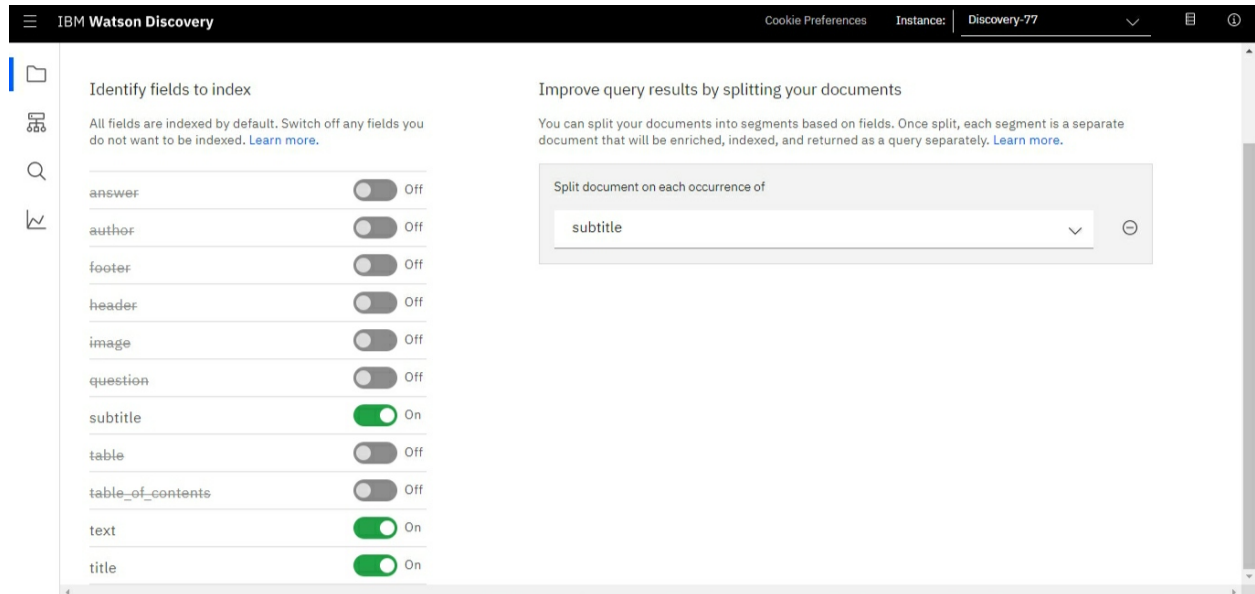 IBM Watson Discovery
Cookie Preferences
Instance:
Discovery-77
Identify fields to index
All fields are indexed by default. Switch off any fields you
do not want to be indexed. Learn more.
answer Off
author Off
footer Off
header Off
image Off
question Off
subtitle On
table Off
table_of_contents Off
text On
title On
Improve query results by splitting your documents
You can split your documents into segments based on fields. Once split, each segment is a separate
document that will be enriched, indexed, and returned as a query separately. Learn more.
Split document on each occurrence of
subtitle